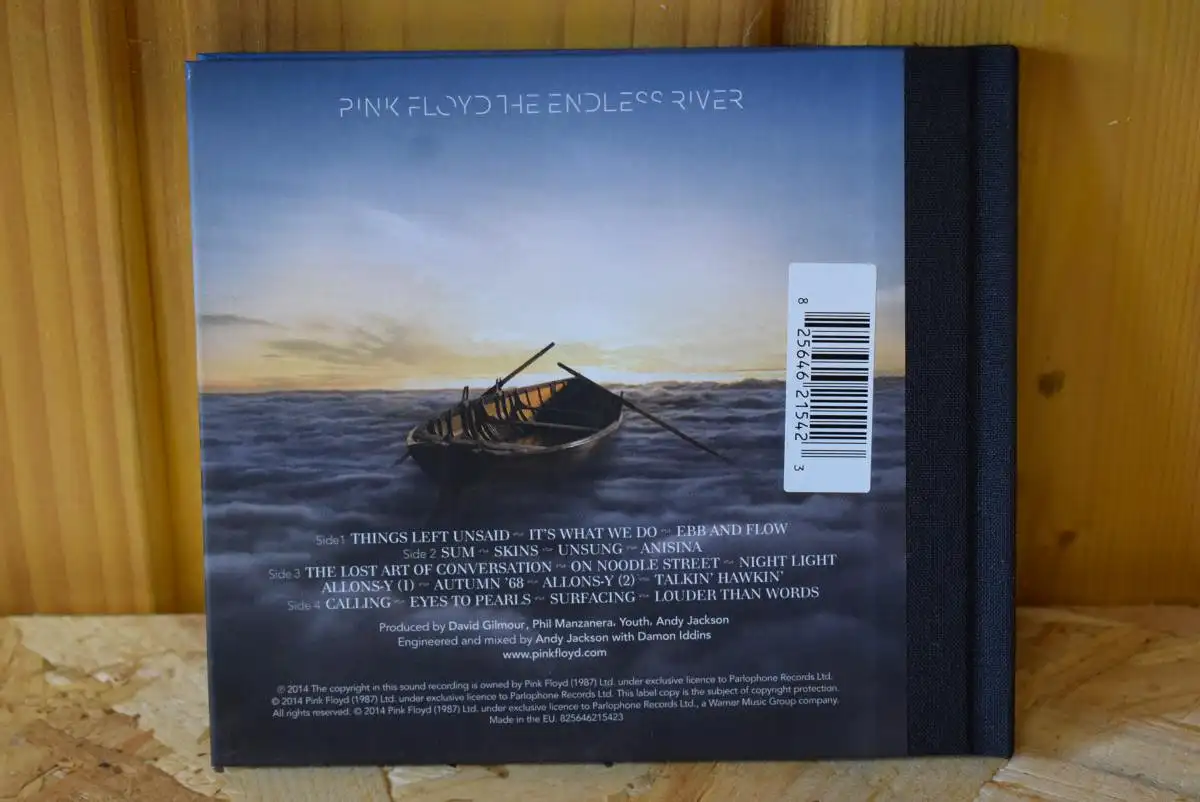 PINK FLOYD THE ENDLESS RIVER
8 25646 21542 3
Side 1 THINGS LEFT UNSAID ~ IT'S WHAT WE DO ~ EBB AND FLOW
Side 2 SUM ~ SKINS ~ UNSUNG ~ ANISINA
Side 3 THE LOST ART OF CONVERSATION ~ ON NOODLE STREET ~ NIGHT LIGHT
ALLONS-Y (1) ~ AUTUMN '68 ~ ALLONS-Y (2) ~ TALKIN' HAWKIN'
Side 4 CALLING ~ EYES TO PEARLS ~ SURFACING ~ LOUDER THAN WORDS
Produced by David Gilmour, Phil Manzanera, Youth, Andy Jackson
Engineered and mixed by Andy Jackson with Damon Iddins
www.pinkfloyd.com
℗ 2014 The copyright in this sound recording is owned by Pink Floyd (1987) Ltd. under exclusive licence to Parlophone Records Ltd.
© 2014 Pink Floyd (1987) Ltd. under exclusive licence to Parlophone Records Ltd. This label copy is the subject of copyright protection.
All rights reserved. © 2014 Pink Floyd (1987) Ltd. under exclusive licence to Parlophone Records Ltd., a Warner Music Group company.
Made in the EU. 825646215423